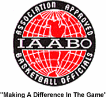 ASSOCIATION APPROVED
IAABO
BASKETBALL OFFICIALS
"Making A Difference In The Game"